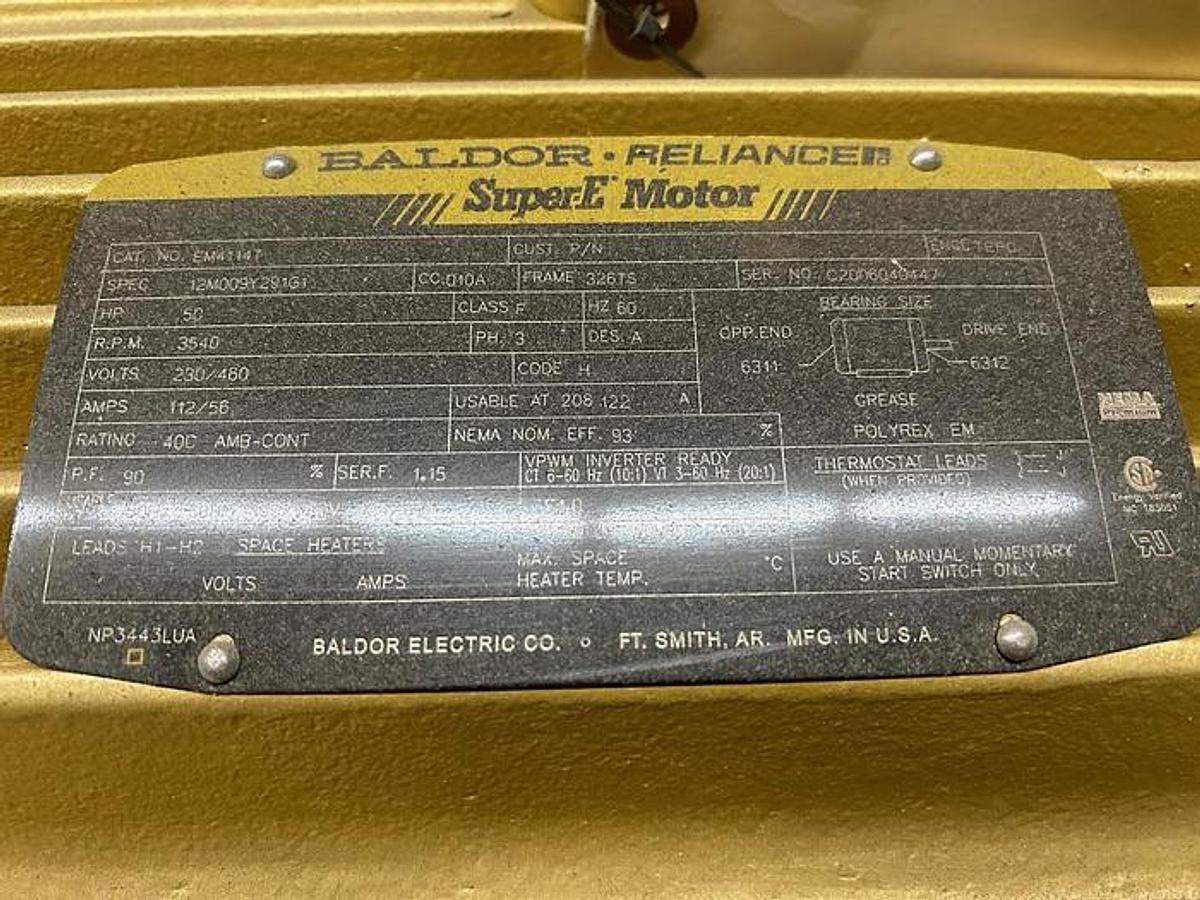 BALDOR • RELIANCE
Super-E Motor
CAT. NO. EM4114T CUST. P/N
SPEC. 12M009Y291G1 CC 010A FRAME 326TS SER. NO. C2006040447
HP 50 CLASS F HZ 60 BEARING SIZE
R.P.M. 3540 PH. 3 DES. A OPP.END DRIVE END
VOLTS 230/460 CODE H 6311 6312
AMPS 112/56 USABLE AT 208 122 A GREASE
RATING 40C AMB-CONT NEMA NOM. EFF. 93 % POLYREX EM
P.F. 90 % SER.F. 1.15 VPWM INVERTER READY THERMOSTAT LEADS
CT 6-60 Hz (10:1) VT 3-60 Hz (20:1) (WHEN PROVIDED)
LEADS H1-H2 SPACE HEATERS MAX. SPACE °C USE A MANUAL MOMENTARY
VOLTS AMPS HEATER TEMP. START SWITCH ONLY.
NEMA
PREMIUM
Energy Verified
NP3443LUA
BALDOR ELECTRIC CO. ○ FT. SMITH, AR. MFG. IN U.S.A.